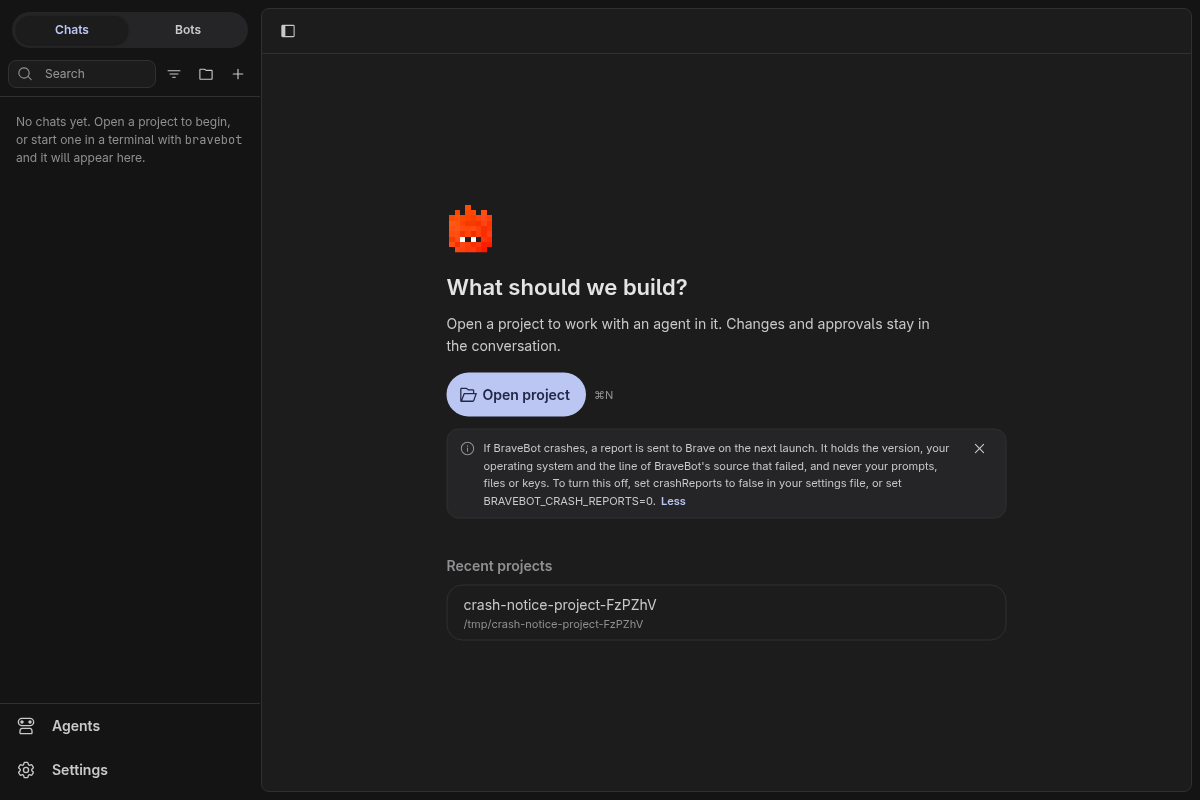 Chats
Bots
Search
No chats yet. Open a project to begin,
or start one in a terminal with bravebot
and it will appear here.
What should we build?
Open a project to work with an agent in it. Changes and approvals stay in
the conversation.
Open project
⌘N
If BraveBot crashes, a report is sent to Brave on the next launch. It holds the version, your
operating system and the line of BraveBot's source that failed, and never your prompts,
files or keys. To turn this off, set crashReports to false in your settings file, or set
BRAVEBOT_CRASH_REPORTS=0. Less
Recent projects
crash-notice-project-FzPZhV
/tmp/crash-notice-project-FzPZhV
Agents
Settings